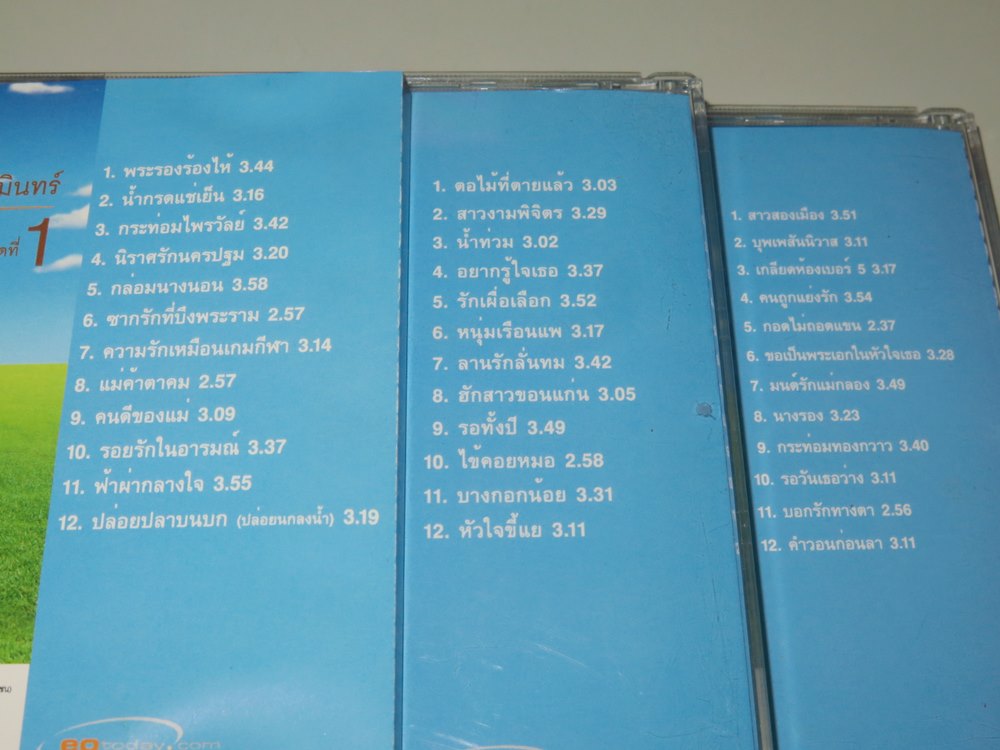 มินทร์
ดที่ 1
1. พระรองร้องไห้ 3.44
2. น้ำกรดแช่เย็น 3.16
3. กระท่อมไพรวัลย์ 3.42
4. นิราศรักนครปฐม 3.20
5. กล่อมนางนอน 3.58
6. ซากรักที่บึงพระราม 2.57
7. ความรักเหมือนเกมกีฬา 3.14
8. แม่ค้าตาคม 2.57
9. คนดีของแม่ 3.09
10. รอยรักในอารมณ์ 3.37
11. ฟ้าผ่ากลางใจ 3.55
12. ปล่อยปลาบนบก (ปล่อยนกลงน้ำ) 3.19
1. ดอไม้ที่ตายแล้ว 3.03
2. สาวงามพิจิตร 3.29
3. น้ำท่วม 3.02
4. อยากรู้ใจเธอ 3.37
5. รักเผื่อเลือก 3.52
6. หนุ่มเรือนแพ 3.17
7. ลานรักลั่นทม 3.42
8. ฮักสาวขอนแก่น 3.05
9. รอทั้งปี 3.49
10. ไข้คอยหมอ 2.58
11. บางกอกน้อย 3.31
12. หัวใจขี้แย 3.11
1. สาวสองเมือง 3.51
2. บุพเพสันนิวาส 3.11
3. เกลียดห้องเบอร์ 5 3.17
4. คนถูกแย่งรัก 3.54
5. กอดไม่ถอดแขน 2.37
6. ขอเป็นพระเอกในหัวใจเธอ 3.28
7. มนต์รักแม่กลอง 3.49
8. นางรอง 3.23
9. กระท่อมทองกวาว 3.40
10. รอวันเธอว่าง 3.11
11. บอกรักทางตา 2.56
12. คำวอนก่อนลา 3.11